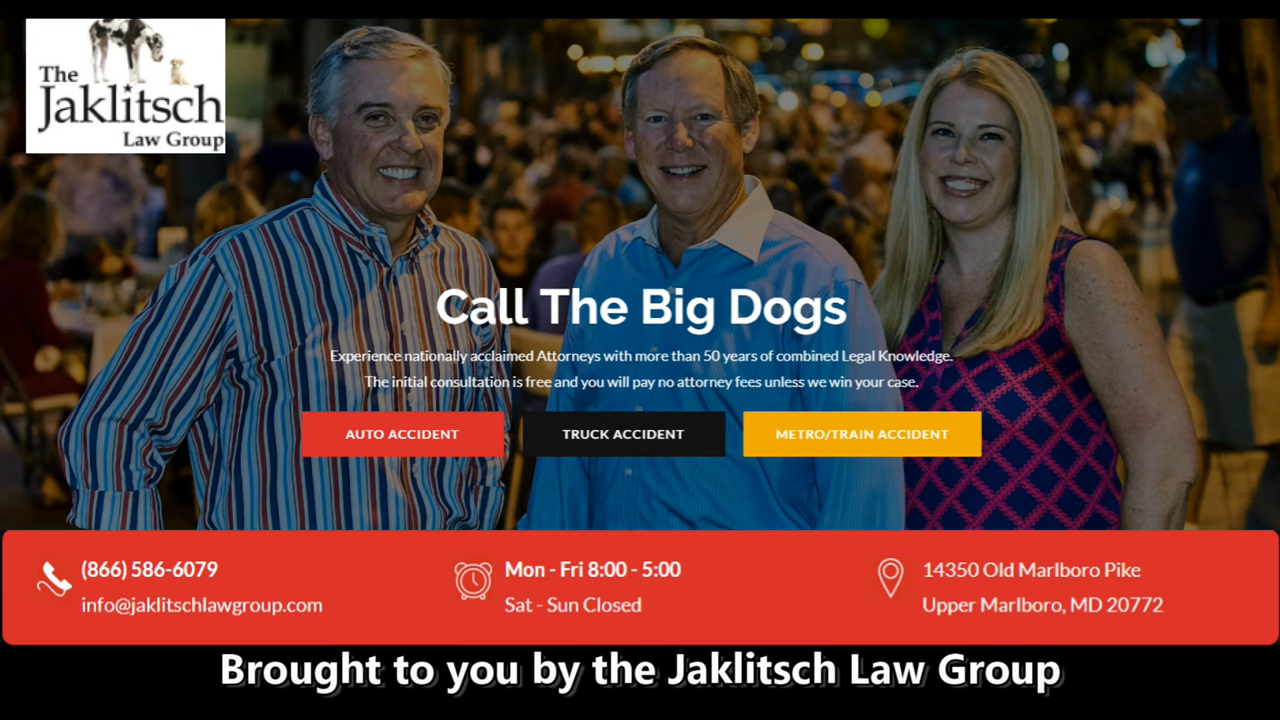 The
Jaklitsch
Law Group
Call The Big Dogs
Experience nationally acclaimed Attorneys with more than 50 years of combined Legal Knowledge.
The initial consultation is free and you will pay no attorney fees unless we win your case.
AUTO ACCIDENT
TRUCK ACCIDENT
METRO/TRAIN ACCIDENT
(866) 586-6079
info@jaklitschlawgroup.com
Mon - Fri 8:00 - 5:00
Sat - Sun Closed
14350 Old Marlboro Pike
Upper Marlboro, MD 20772
Brought to you by the Jaklitsch Law Group